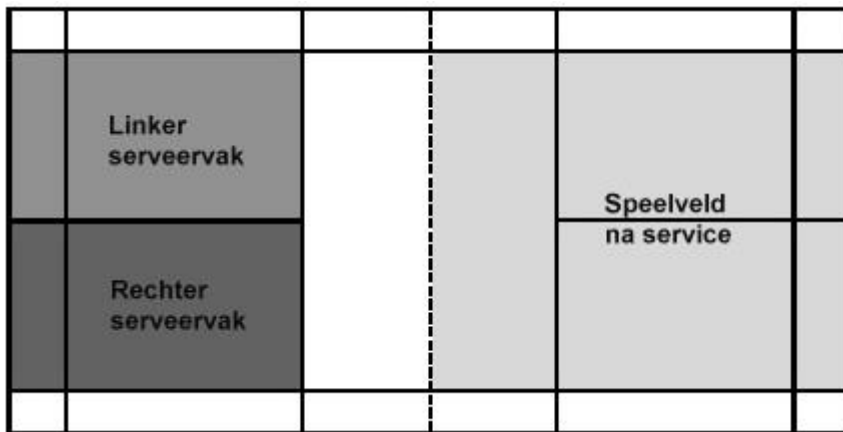 Linker
serveervak
Speelveld
na service
Rechter
serveervak